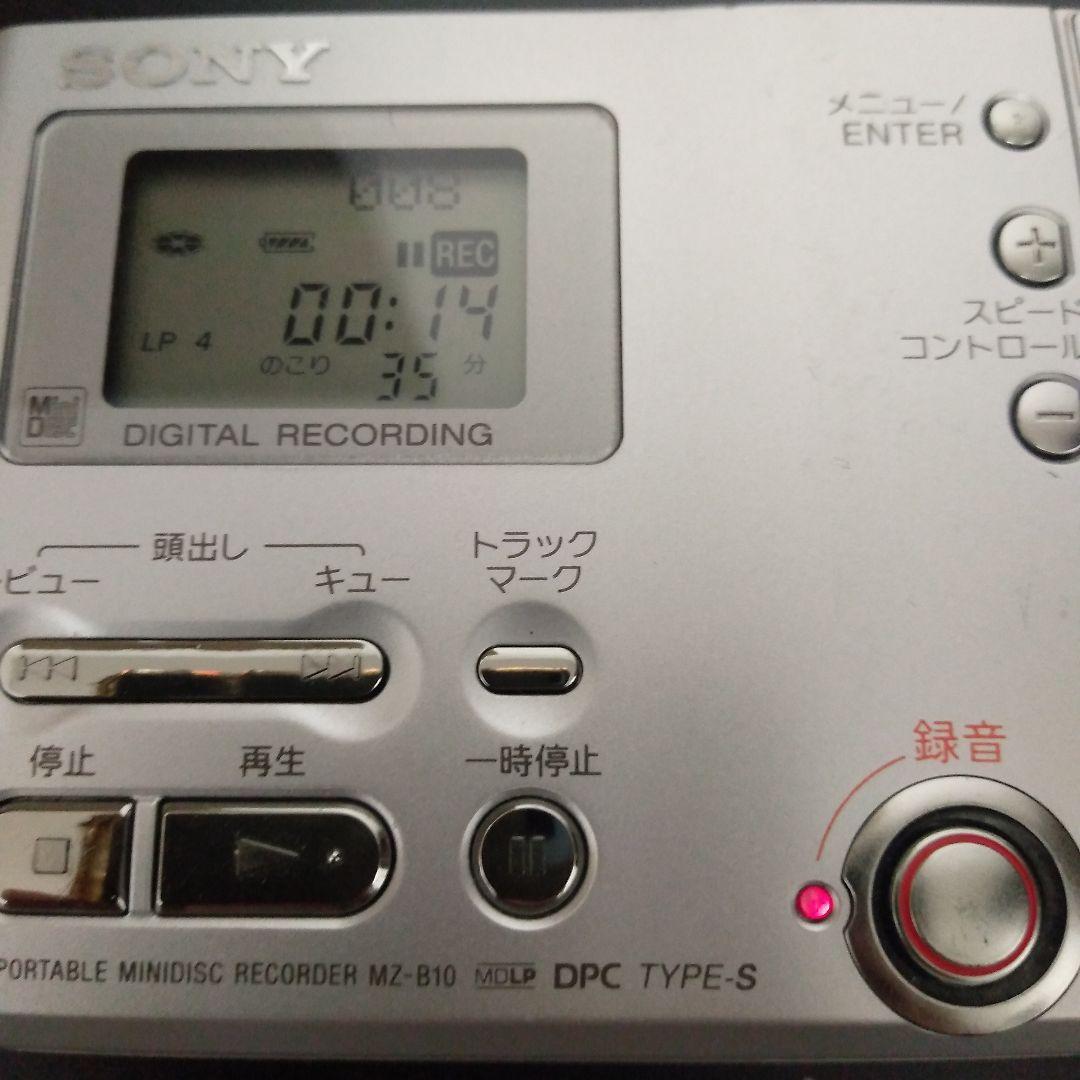 SONY
メニュー/
ENTER
008
REC
00:14
LP 4
のこり 35 分
Mini
Disc
DIGITAL RECORDING
スピード
コントロール
頭出し
ビュー
キュー
トラック
マーク
停止
再生
一時停止
録音
PORTABLE MINIDISC RECORDER MZ-B10 MDLP DPC TYPE-S